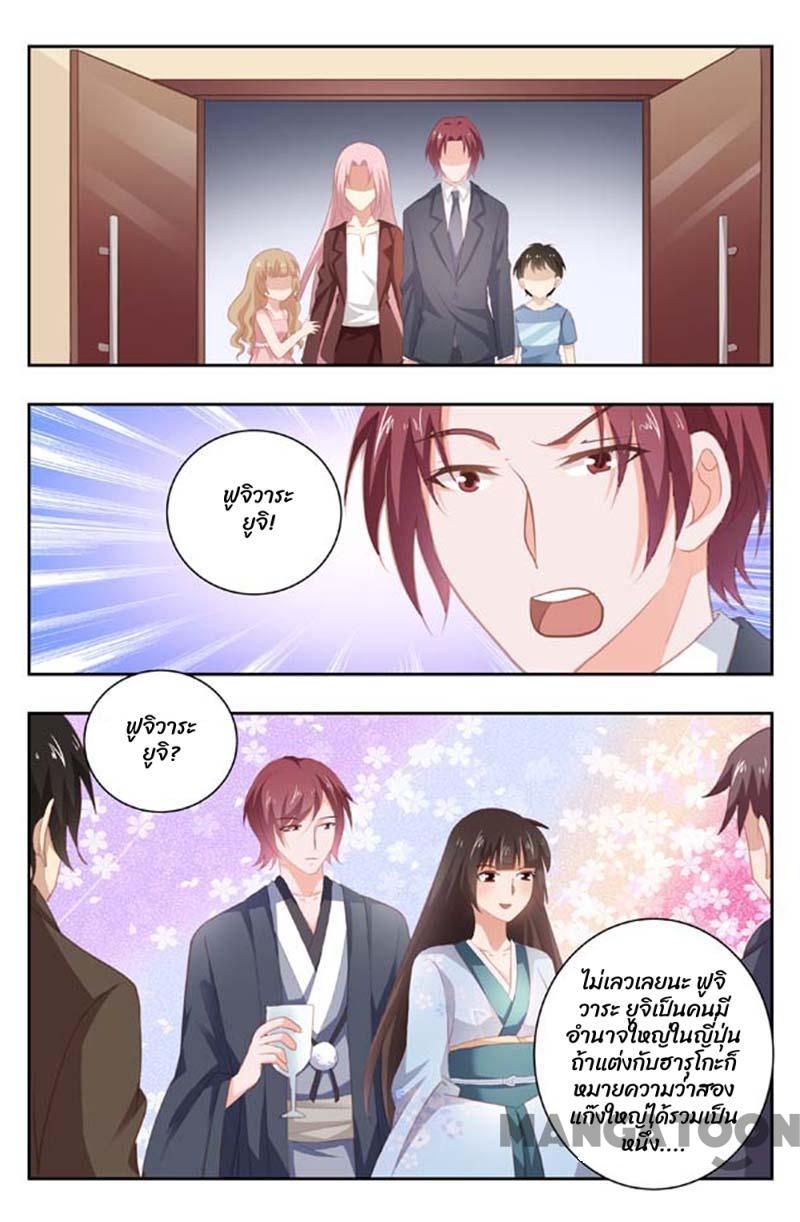 ฟูจิวาระ
ยูจิ!
ฟูจิวาระ
ยูจิ?
ไม่เลวเลยนะ ฟูจิ
วาระ ยูจิเป็นคนมี
อำนาจใหญ่ในญี่ปุ่น
ถ้าแต่งกับฮารุโกะก็
หมายความว่าสอง
แก๊งใหญ่ได้รวมเป็น
หนึ่ง....
MANGATOON